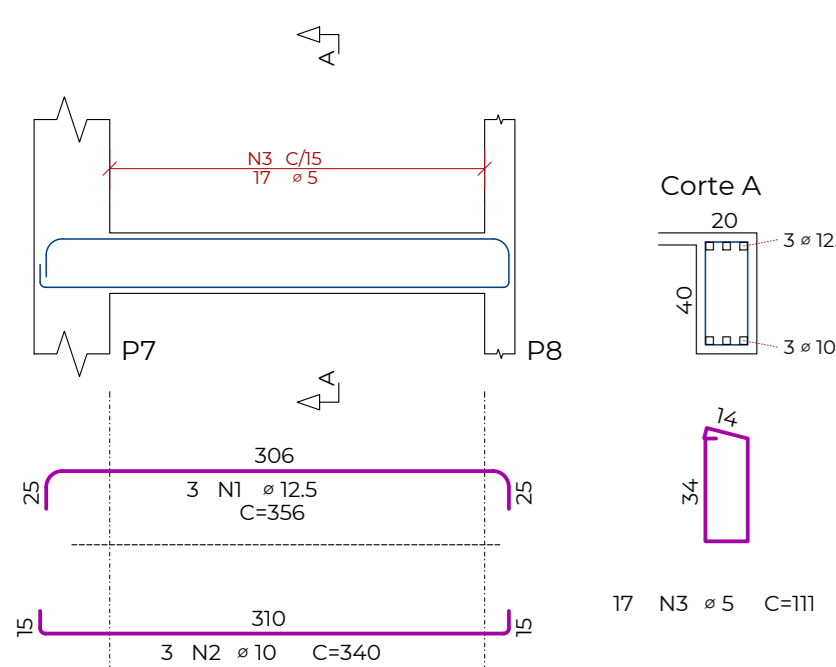 A
N3 C/15
17 ø 5
P7
P8
A
Corte A
20
3 ø 12.
40
3 ø 10
306
25
3 N1 ø 12.5
25
C=356
310
15
15
3 N2 ø 10 C=340
14
34
17 N3 ø 5 C=111